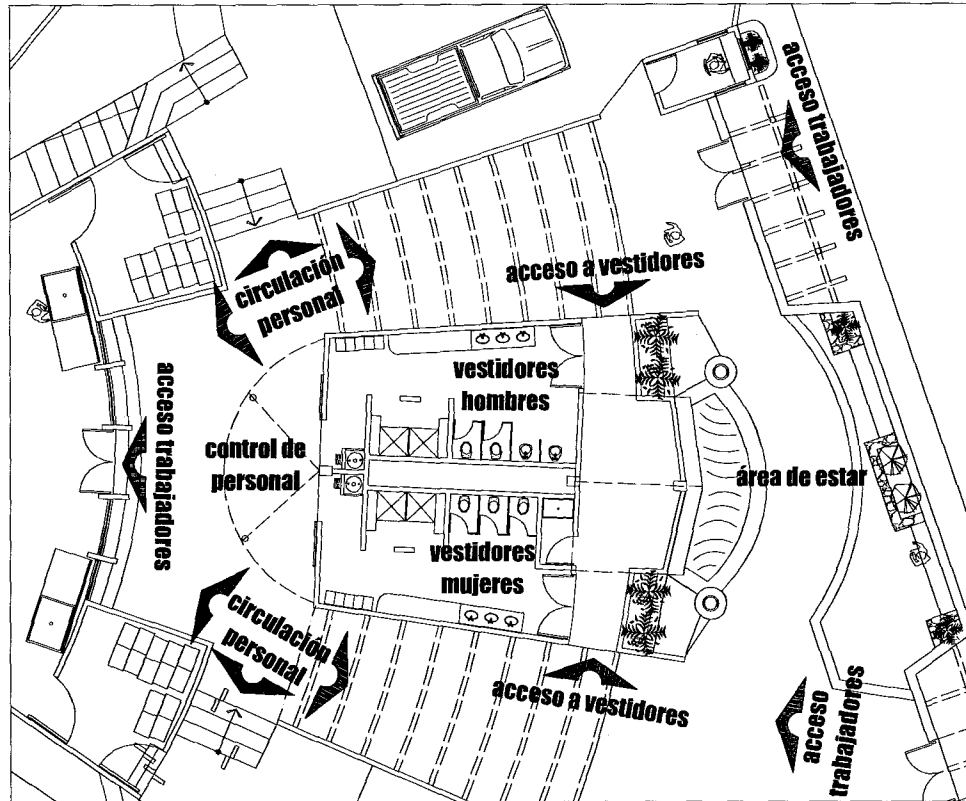 acceso trabajadores
acceso a vestidores
circulación
personal
vestidores
hombres
acceso trabajadores
control de
personal
área de estar
vestidores
mujeres
circulación
personal
acceso a vestidores
acceso
trabajadores